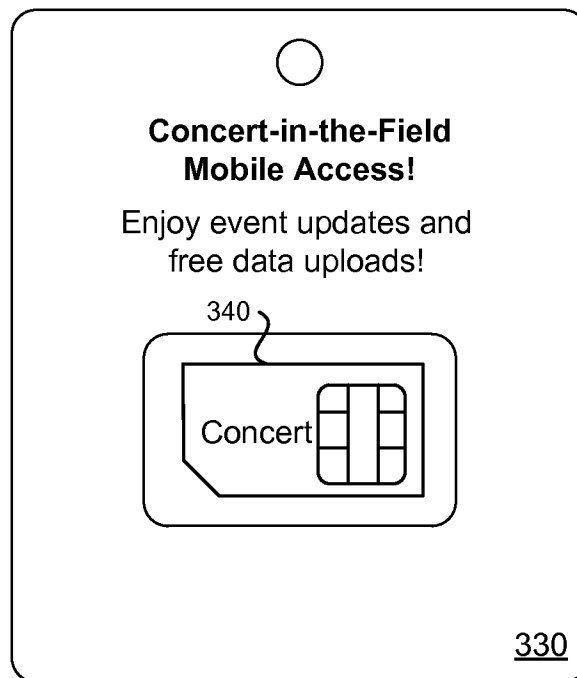 Concert-in-the-Field
Mobile Access!
Enjoy event updates and
free data uploads!
340
Concert
330